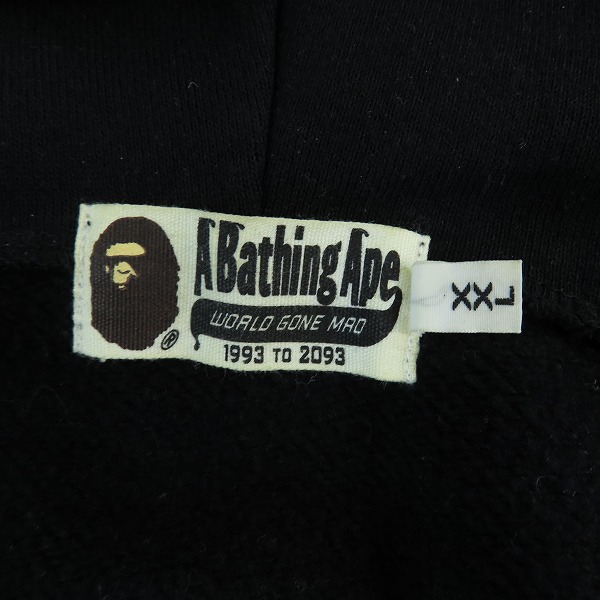 A Bathing Ape
WORLD GONE MAD
1993 TO 2093
®
XXL